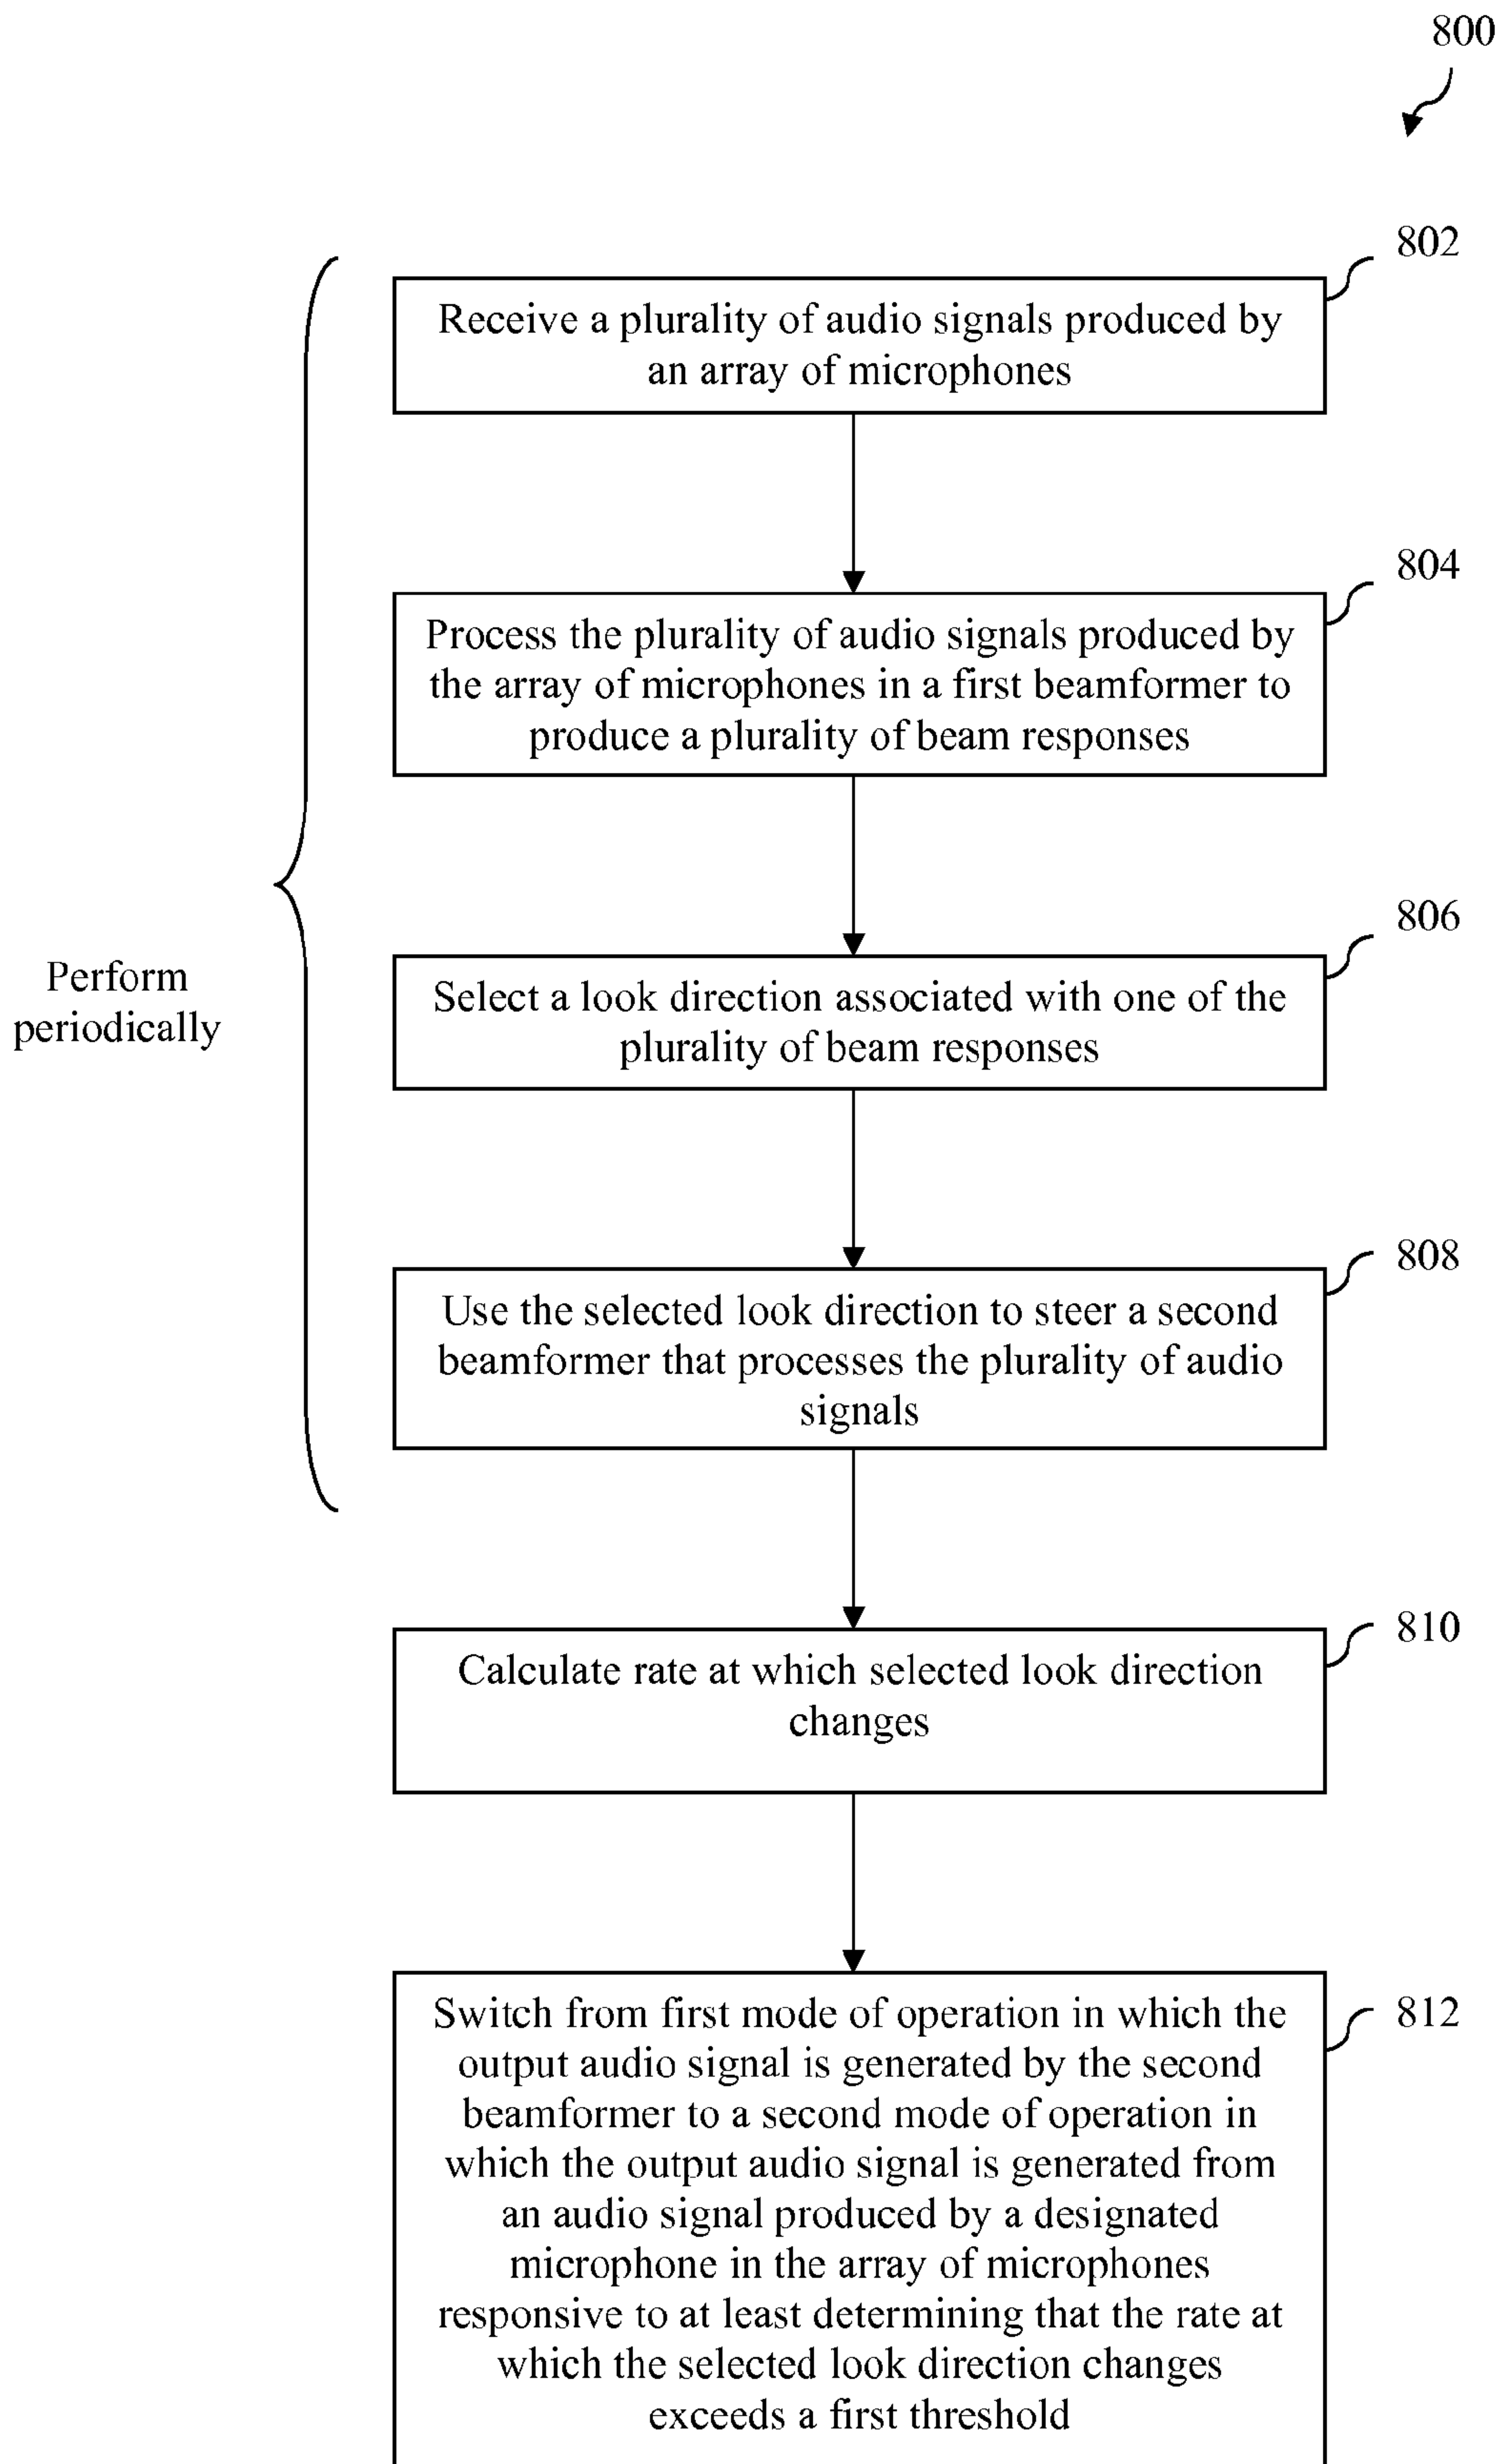 800
802
Receive a plurality of audio signals produced by
an array of microphones
804
Process the plurality of audio signals produced by
the array of microphones in a first beamformer to
produce a plurality of beam responses
806
Select a look direction associated with one of the
plurality of beam responses
Perform
periodically
808
Use the selected look direction to steer a second
beamformer that processes the plurality of audio
signals
810
Calculate rate at which selected look direction
changes
812
Switch from first mode of operation in which the
output audio signal is generated by the second
beamformer to a second mode of operation in
which the output audio signal is generated from
an audio signal produced by a designated
microphone in the array of microphones
responsive to at least determining that the rate at
which the selected look direction changes
exceeds a first threshold